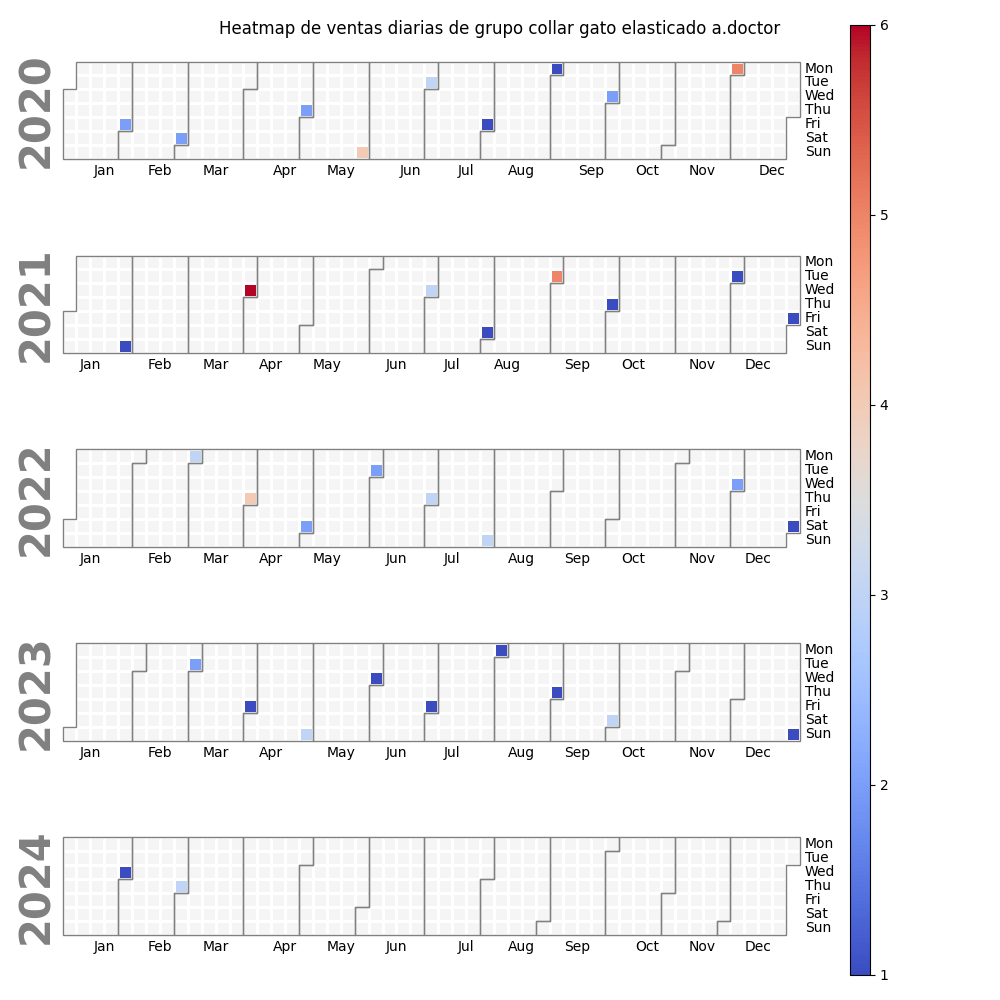 Heatmap de ventas diarias de grupo collar gato elasticado a.doctor
2020
Mon
Tue
Wed
Thu
Fri
Sat
Sun
Jan Feb Mar Apr May Jun Jul Aug Sep Oct Nov Dec
2021
Mon
Tue
Wed
Thu
Fri
Sat
Sun
Jan Feb Mar Apr May Jun Jul Aug Sep Oct Nov Dec
2022
Mon
Tue
Wed
Thu
Fri
Sat
Sun
Jan Feb Mar Apr May Jun Jul Aug Sep Oct Nov Dec
2023
Mon
Tue
Wed
Thu
Fri
Sat
Sun
Jan Feb Mar Apr May Jun Jul Aug Sep Oct Nov Dec
2024
Mon
Tue
Wed
Thu
Fri
Sat
Sun
Jan Feb Mar Apr May Jun Jul Aug Sep Oct Nov Dec
6
5
4
3
2
1